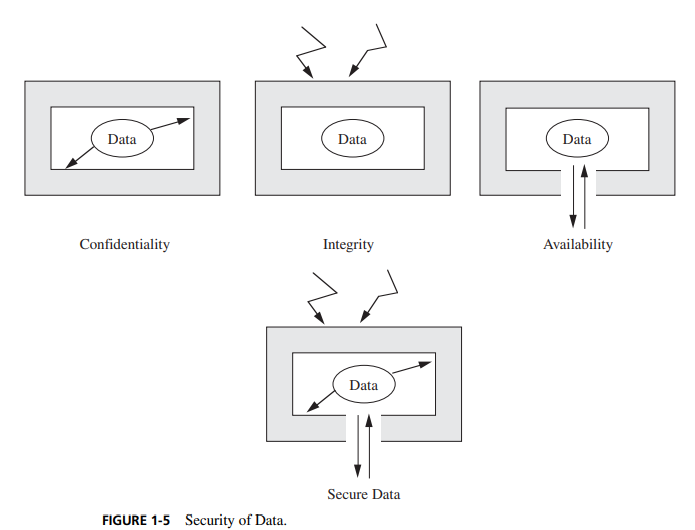 Data
Data
Data
Confidentiality
Integrity
Availability
Data
Secure Data
FIGURE 1-5 Security of Data.